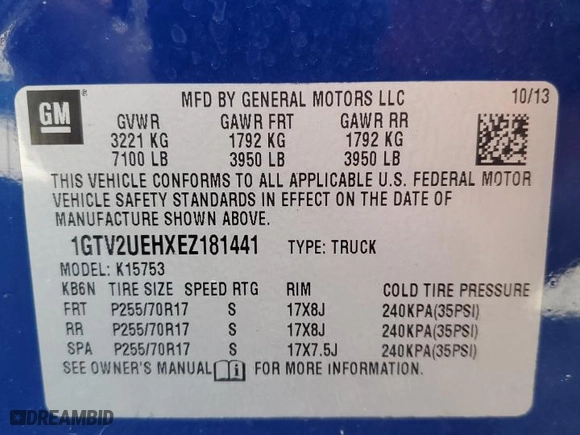 GM ®
MFD BY GENERAL MOTORS LLC 10/13
GVWR GAWR FRT GAWR RR
3221 KG 1792 KG 1792 KG
7100 LB 3950 LB 3950 LB
THIS VEHICLE CONFORMS TO ALL APPLICABLE U.S. FEDERAL MOTOR
VEHICLE SAFETY STANDARDS IN EFFECT ON THE DATE OF
MANUFACTURE SHOWN ABOVE.
1GTV2UEHXEZ181441 TYPE: TRUCK
MODEL: K15753
KB6N TIRE SIZE SPEED RTG RIM COLD TIRE PRESSURE
FRT P255/70R17 S 17X8J 240KPA(35PSI)
RR P255/70R17 S 17X8J 240KPA(35PSI)
SPA P255/70R17 S 17X7.5J 240KPA(35PSI)
SEE OWNER'S MANUAL i FOR MORE INFORMATION.
DREAMBID